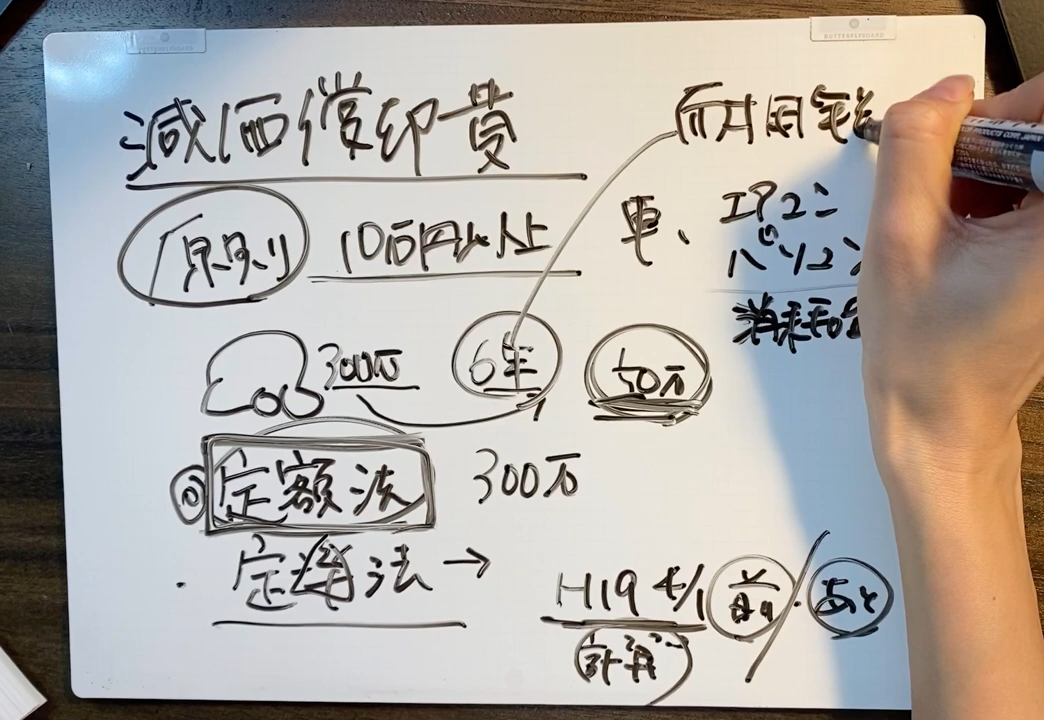 減価償却費
耐用年数
原則 10万円以上
車、エアコン
パソコン
消耗品
300万 6年 50万
定額法 300万
定率法 →
H19 4/1 前 / あと
計算